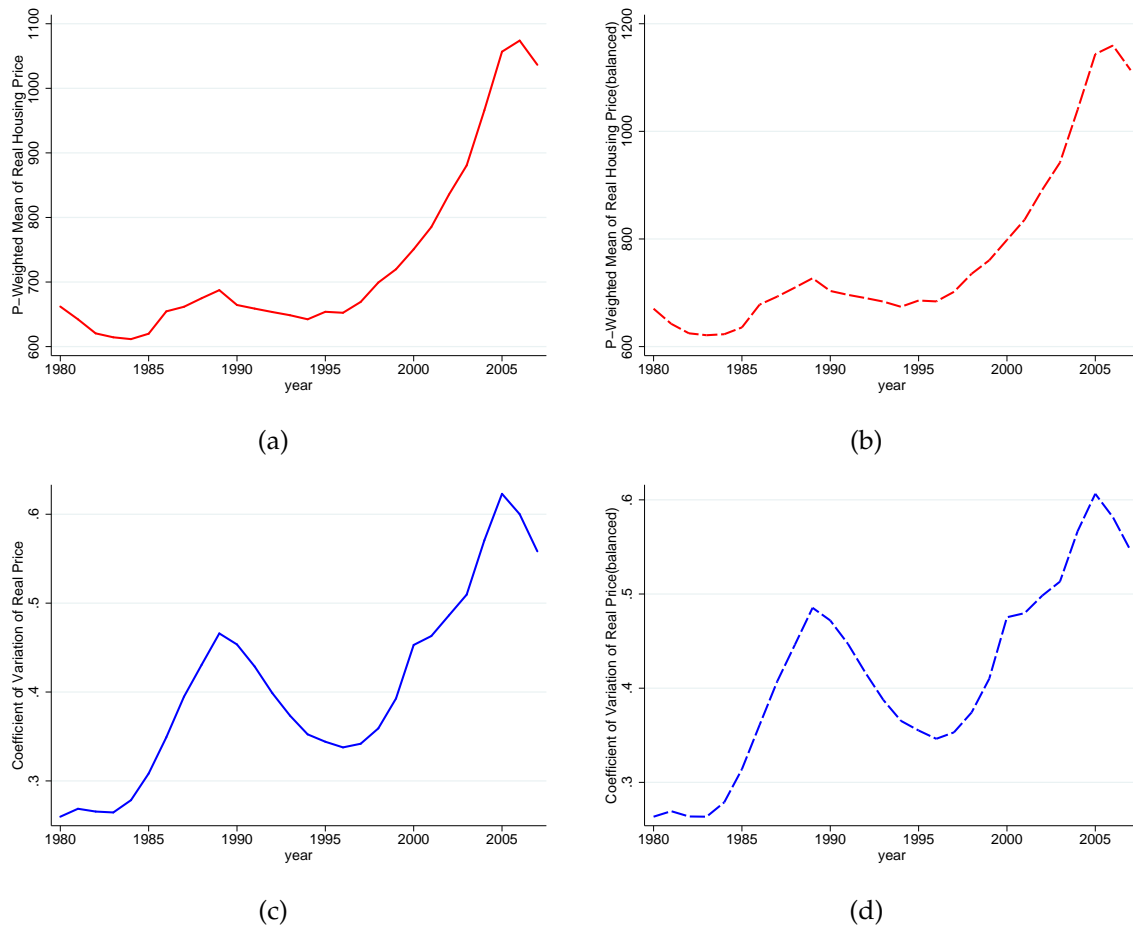 P−Weighted Mean of Real Housing Price
1100
1000
900
800
700
600
1980 1985 1990 1995 2000 2005
year
(a)
P−Weighted Mean of Real Housing Price(balanced)
1200
1000
800
600
1980 1985 1990 1995 2000 2005
year
(b)
Coefficient of Variation of Real Price
.6
.5
.4
.3
1980 1985 1990 1995 2000 2005
year
(c)
Coefficient of Variation of Real Price(balanced)
.6
.5
.4
.3
1980 1985 1990 1995 2000 2005
year
(d)